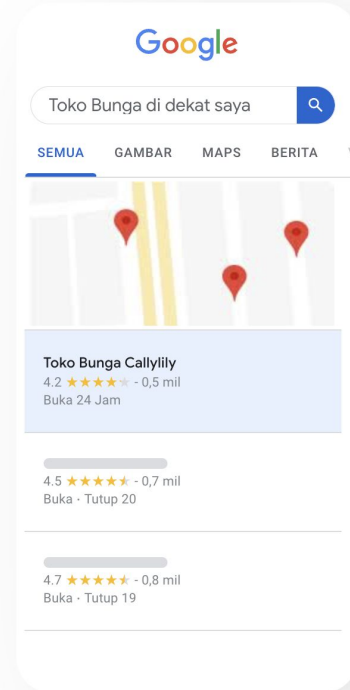 Google
Toko Bunga di dekat saya
SEMUA GAMBAR MAPS BERITA
Toko Bunga Callylily
4.2 ★★★★★ - 0,5 mil
Buka 24 Jam
4.5 ★★★★★ - 0,7 mil
Buka · Tutup 20
4.7 ★★★★★ - 0,8 mil
Buka · Tutup 19